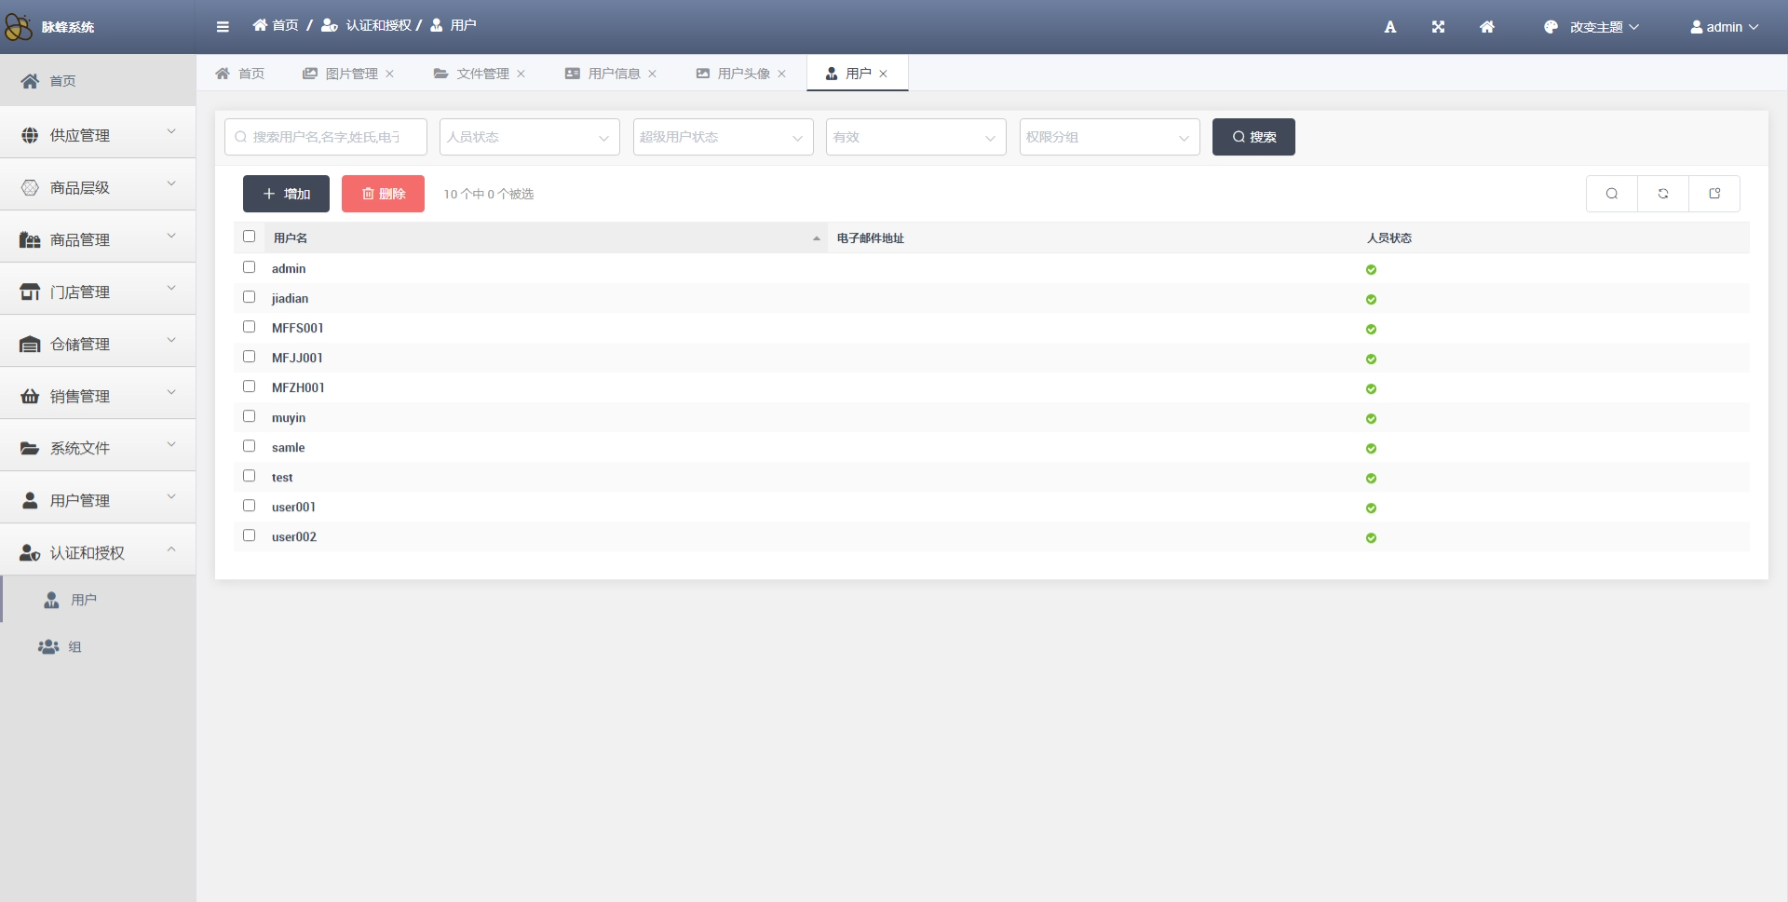 脉蜂系统
首页 / 认证和授权 / 用户
A
改变主题
admin
首页
图片管理 ×
文件管理 ×
用户信息 ×
用户头像 ×
用户 ×
首页
供应管理
商品层级
商品管理
门店管理
仓储管理
销售管理
系统文件
用户管理
认证和授权
用户
组
搜索用户名,名字,姓氏,电子
人员状态
超级用户状态
有效
权限分组
搜索
+ 增加
删除
10 个中 0 个被选
用户名 电子邮件地址 人员状态
admin
jiadian
MFFS001
MFJJ001
MFZH001
muyin
samle
test
user001
user002